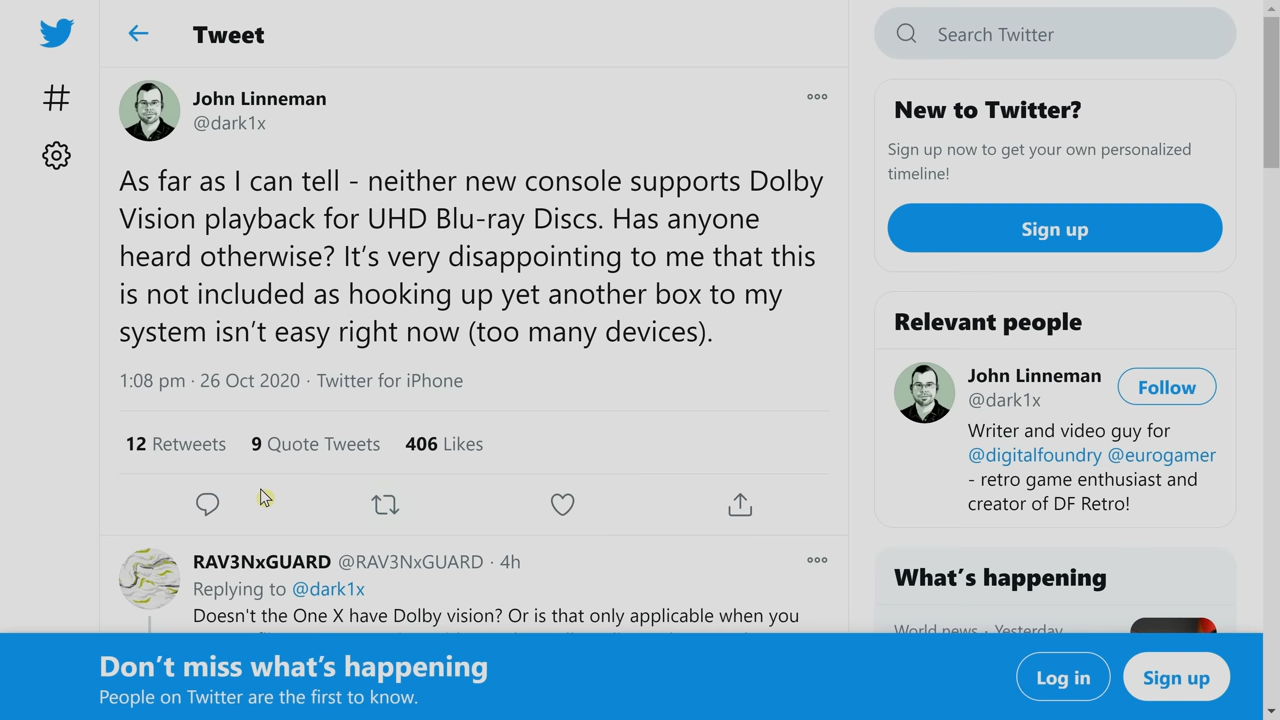 Tweet
Search Twitter
John Linneman
@dark1x
As far as I can tell - neither new console supports Dolby
Vision playback for UHD Blu-ray Discs. Has anyone
heard otherwise? It’s very disappointing to me that this
is not included as hooking up yet another box to my
system isn’t easy right now (too many devices).
1:08 pm · 26 Oct 2020 · Twitter for iPhone
12 Retweets 9 Quote Tweets 406 Likes
RAV3NxGUARD @RAV3NxGUARD · 4h
Replying to @dark1x
Doesn't the One X have Dolby vision? Or is that only applicable when you
New to Twitter?
Sign up now to get your own personalized
timeline!
Sign up
Relevant people
John Linneman
@dark1x
Follow
Writer and video guy for
@digitalfoundry @eurogamer
- retro game enthusiast and
creator of DF Retro!
What’s happening
World news · Yesterday
Don’t miss what’s happening
People on Twitter are the first to know.
Log in
Sign up